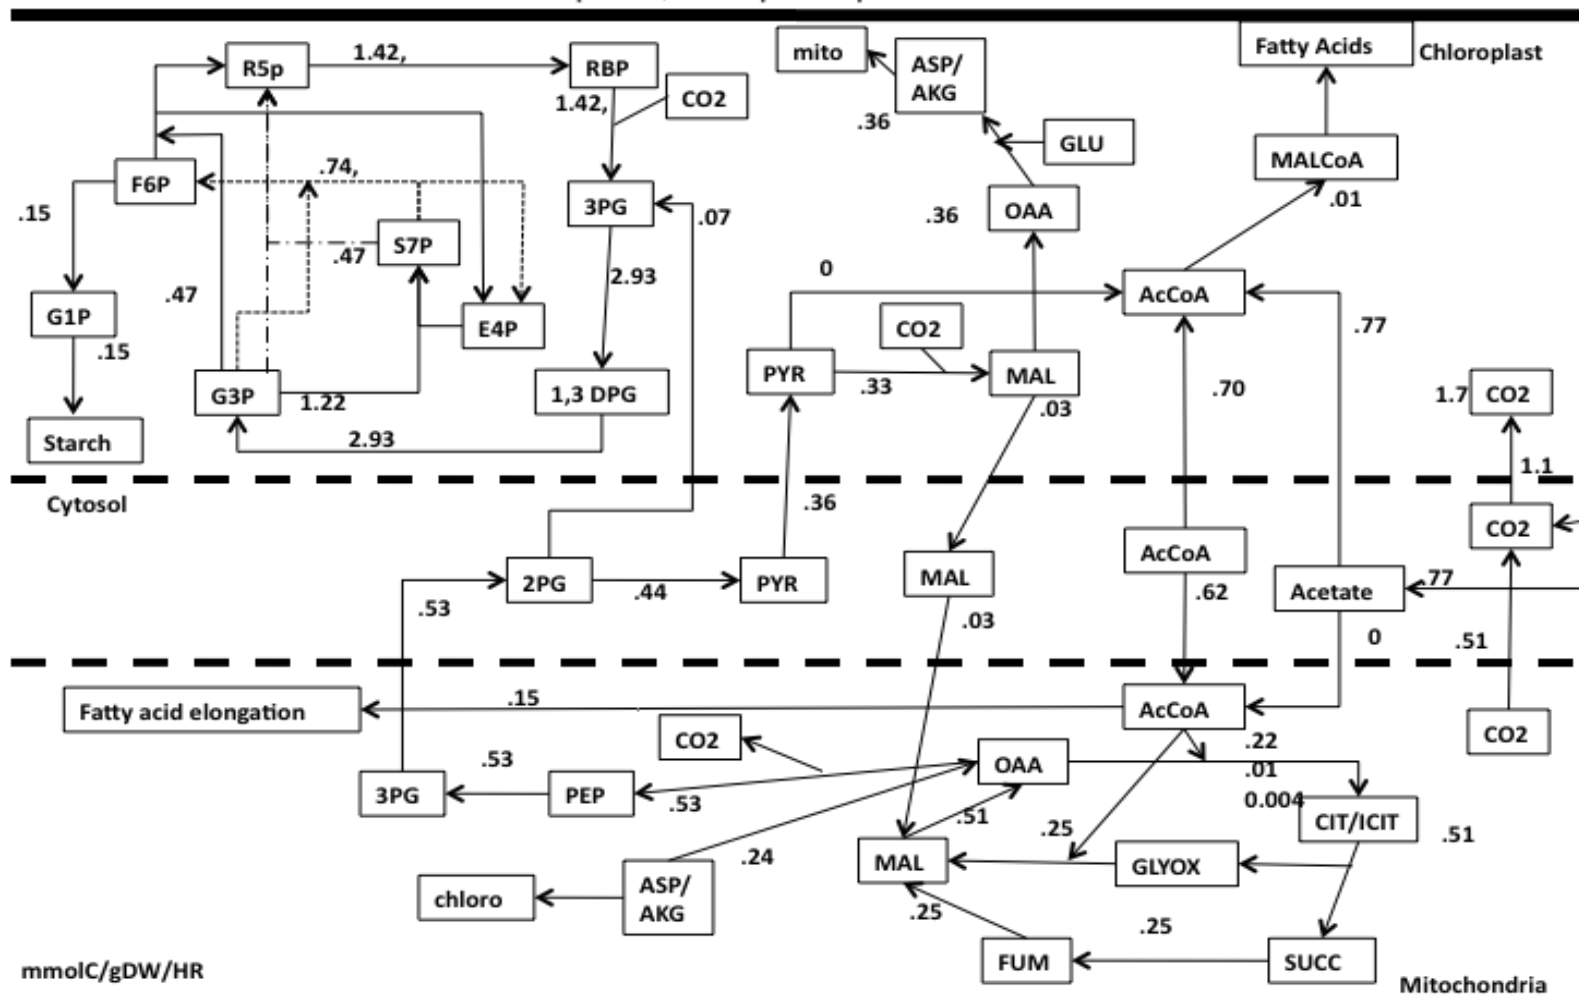 Fatty Acids
Chloroplast
mito
ASP/
AKG
R5p
1.42,
RBP
1.42,
CO2
.36
GLU
MALCoA
F6P
.74,
.01
.15
3PG
.07
.36
OAA
S7P
.47
2.93
0
.47
AcCoA
G1P
E4P
CO2
.77
.15
PYR
.33
MAL
.03
.70
G3P
1.22
1,3 DPG
1.7
CO2
Starch
2.93
1.1
Cytosol
.36
CO2
AcCoA
2PG
.44
PYR
MAL
.62
Acetate
.77
.53
.03
0
.51
Fatty acid elongation
.15
AcCoA
CO2
CO2
.22
.53
OAA
.01
3PG
PEP
.53
0.004
CIT/ICIT
.51
.25
.51
.24
MAL
GLYOX
chloro
ASP/
AKG
.25
.25
FUM
SUCC
mmolC/gDW/HR
Mitochondria